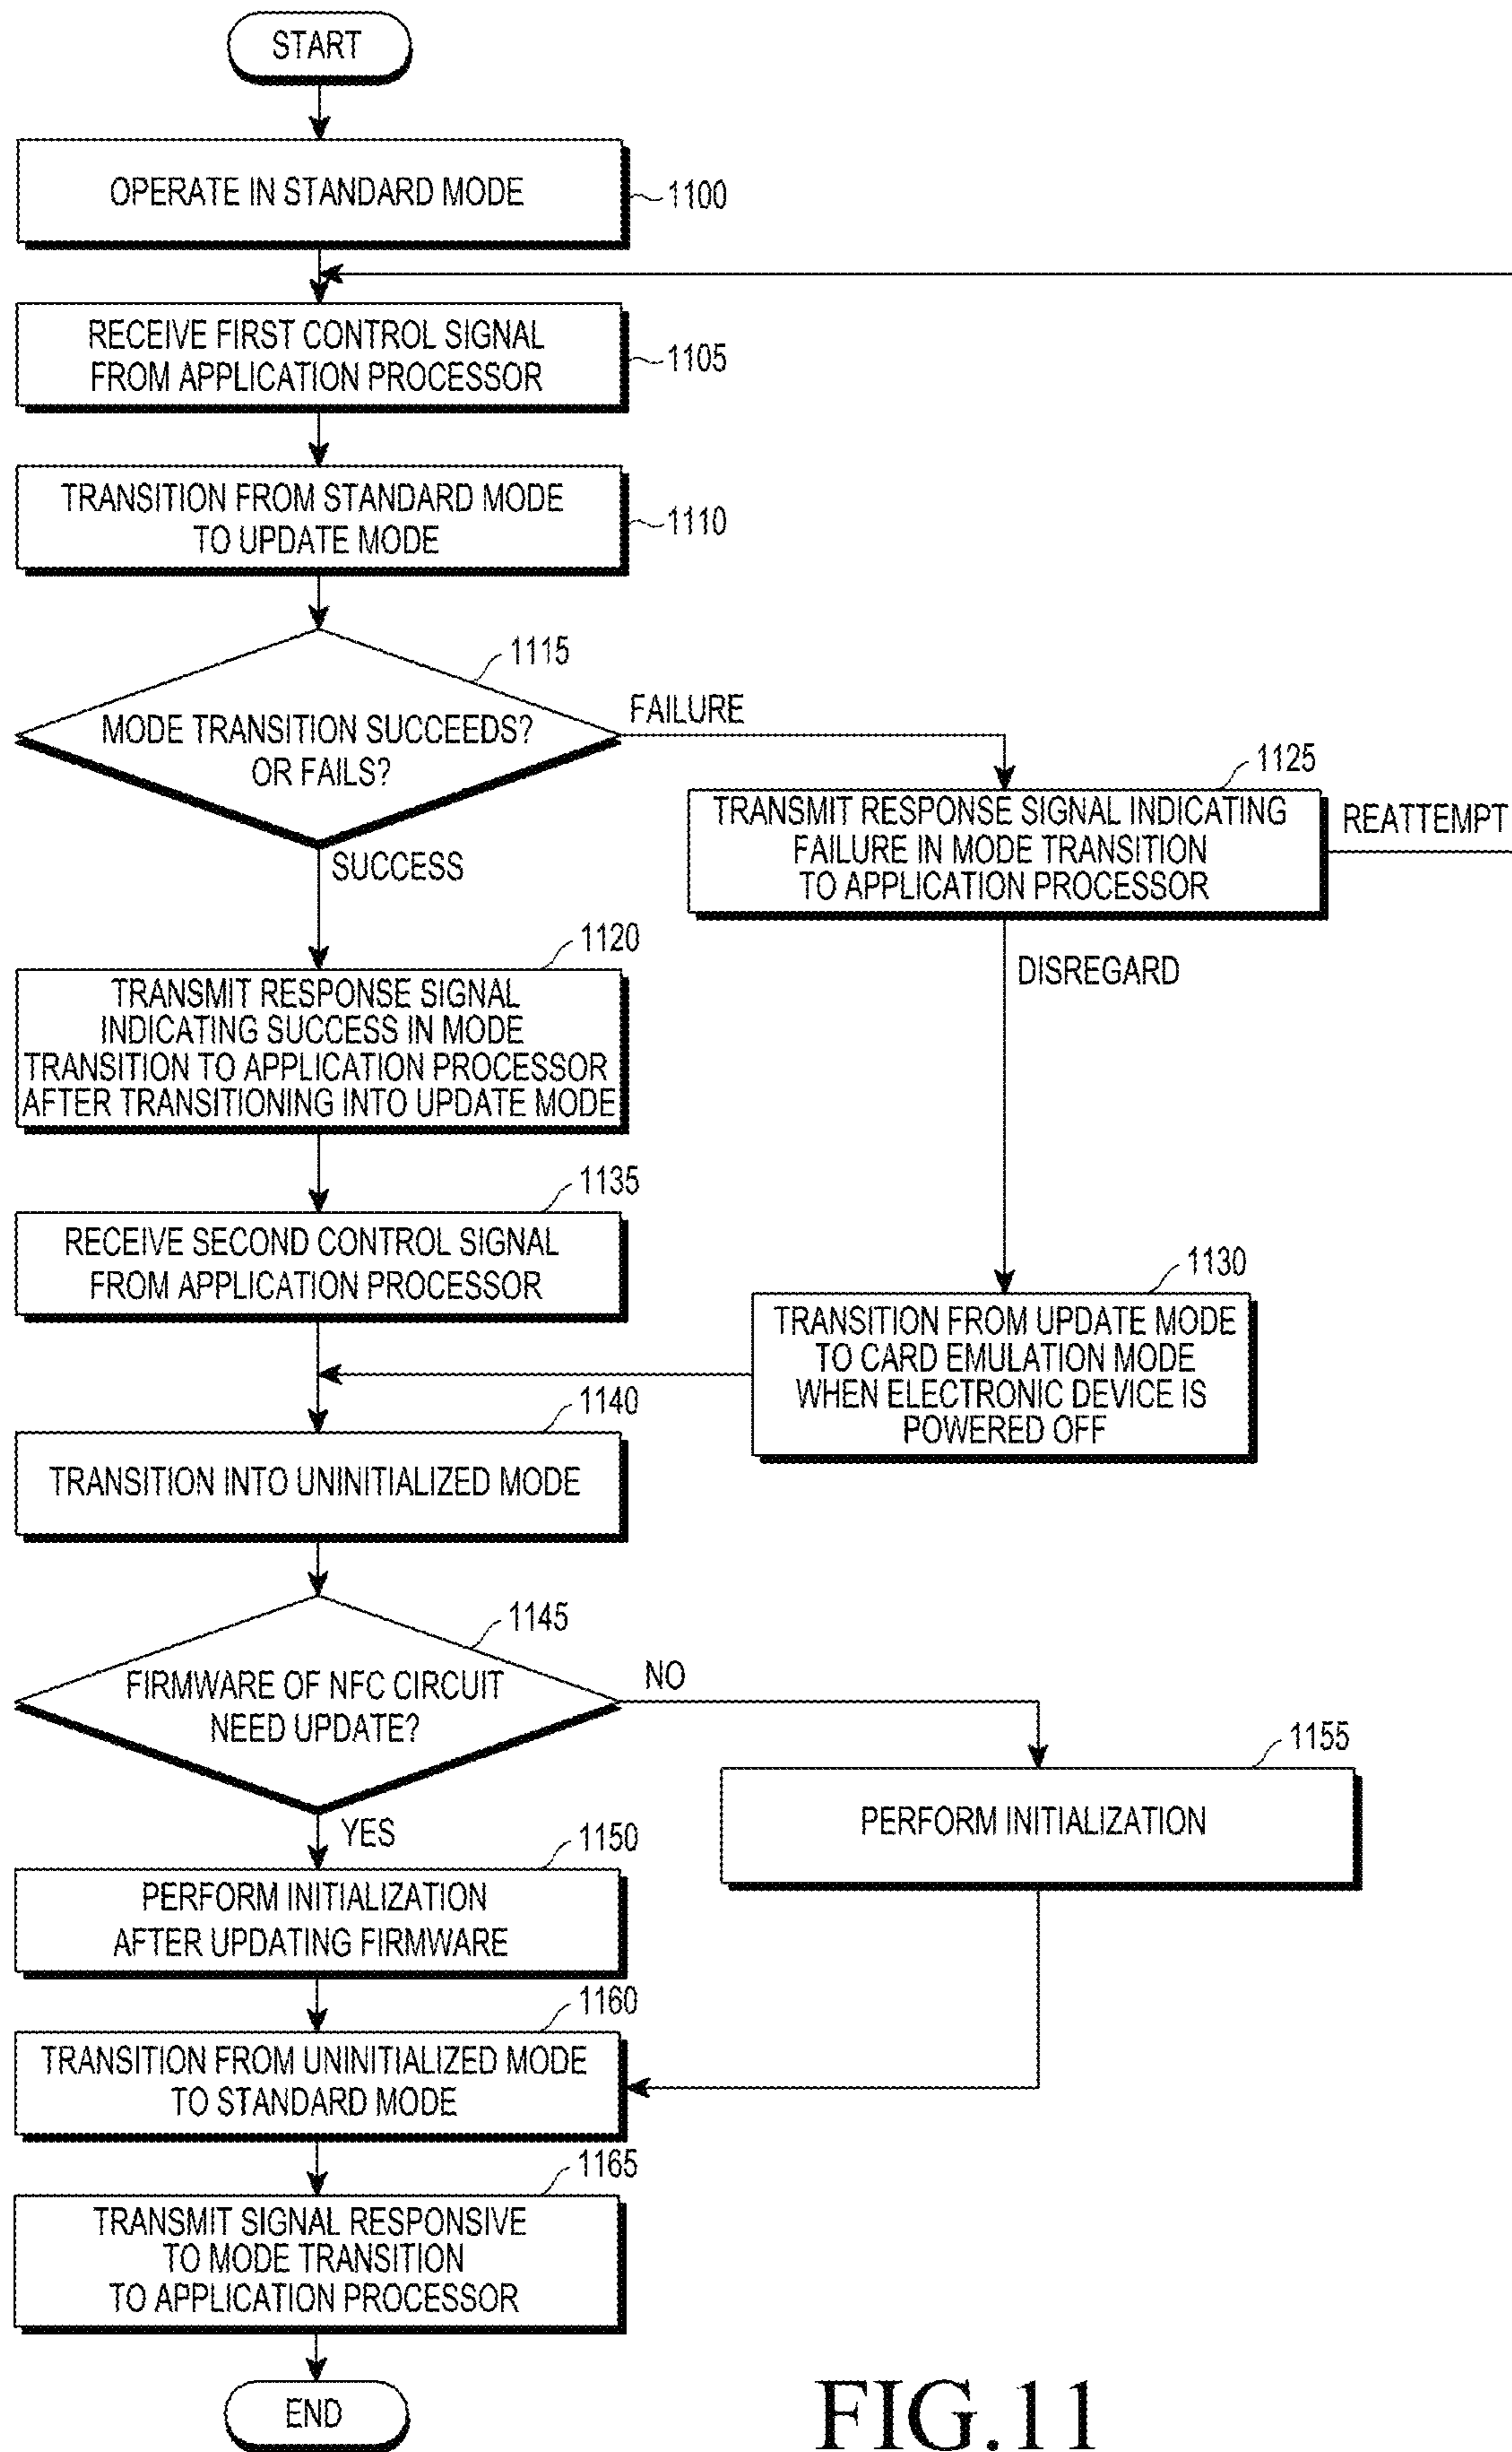 START
OPERATE IN STANDARD MODE
1100
RECEIVE FIRST CONTROL SIGNAL
FROM APPLICATION PROCESSOR
1105
TRANSITION FROM STANDARD MODE
TO UPDATE MODE
1110
1115
MODE TRANSITION SUCCEEDS?
OR FAILS?
FAILURE
SUCCESS
1125
TRANSMIT RESPONSE SIGNAL INDICATING
FAILURE IN MODE TRANSITION
TO APPLICATION PROCESSOR
REATTEMPT
DISREGARD
1120
TRANSMIT RESPONSE SIGNAL
INDICATING SUCCESS IN MODE
TRANSITION TO APPLICATION PROCESSOR
AFTER TRANSITIONING INTO UPDATE MODE
1135
RECEIVE SECOND CONTROL SIGNAL
FROM APPLICATION PROCESSOR
1130
TRANSITION FROM UPDATE MODE
TO CARD EMULATION MODE
WHEN ELECTRONIC DEVICE IS
POWERED OFF
1140
TRANSITION INTO UNINITIALIZED MODE
1145
FIRMWARE OF NFC CIRCUIT
NEED UPDATE?
NO
YES
1155
PERFORM INITIALIZATION
1150
PERFORM INITIALIZATION
AFTER UPDATING FIRMWARE
1160
TRANSITION FROM UNINITIALIZED MODE
TO STANDARD MODE
1165
TRANSMIT SIGNAL RESPONSIVE
TO MODE TRANSITION
TO APPLICATION PROCESSOR
END
FIG.11